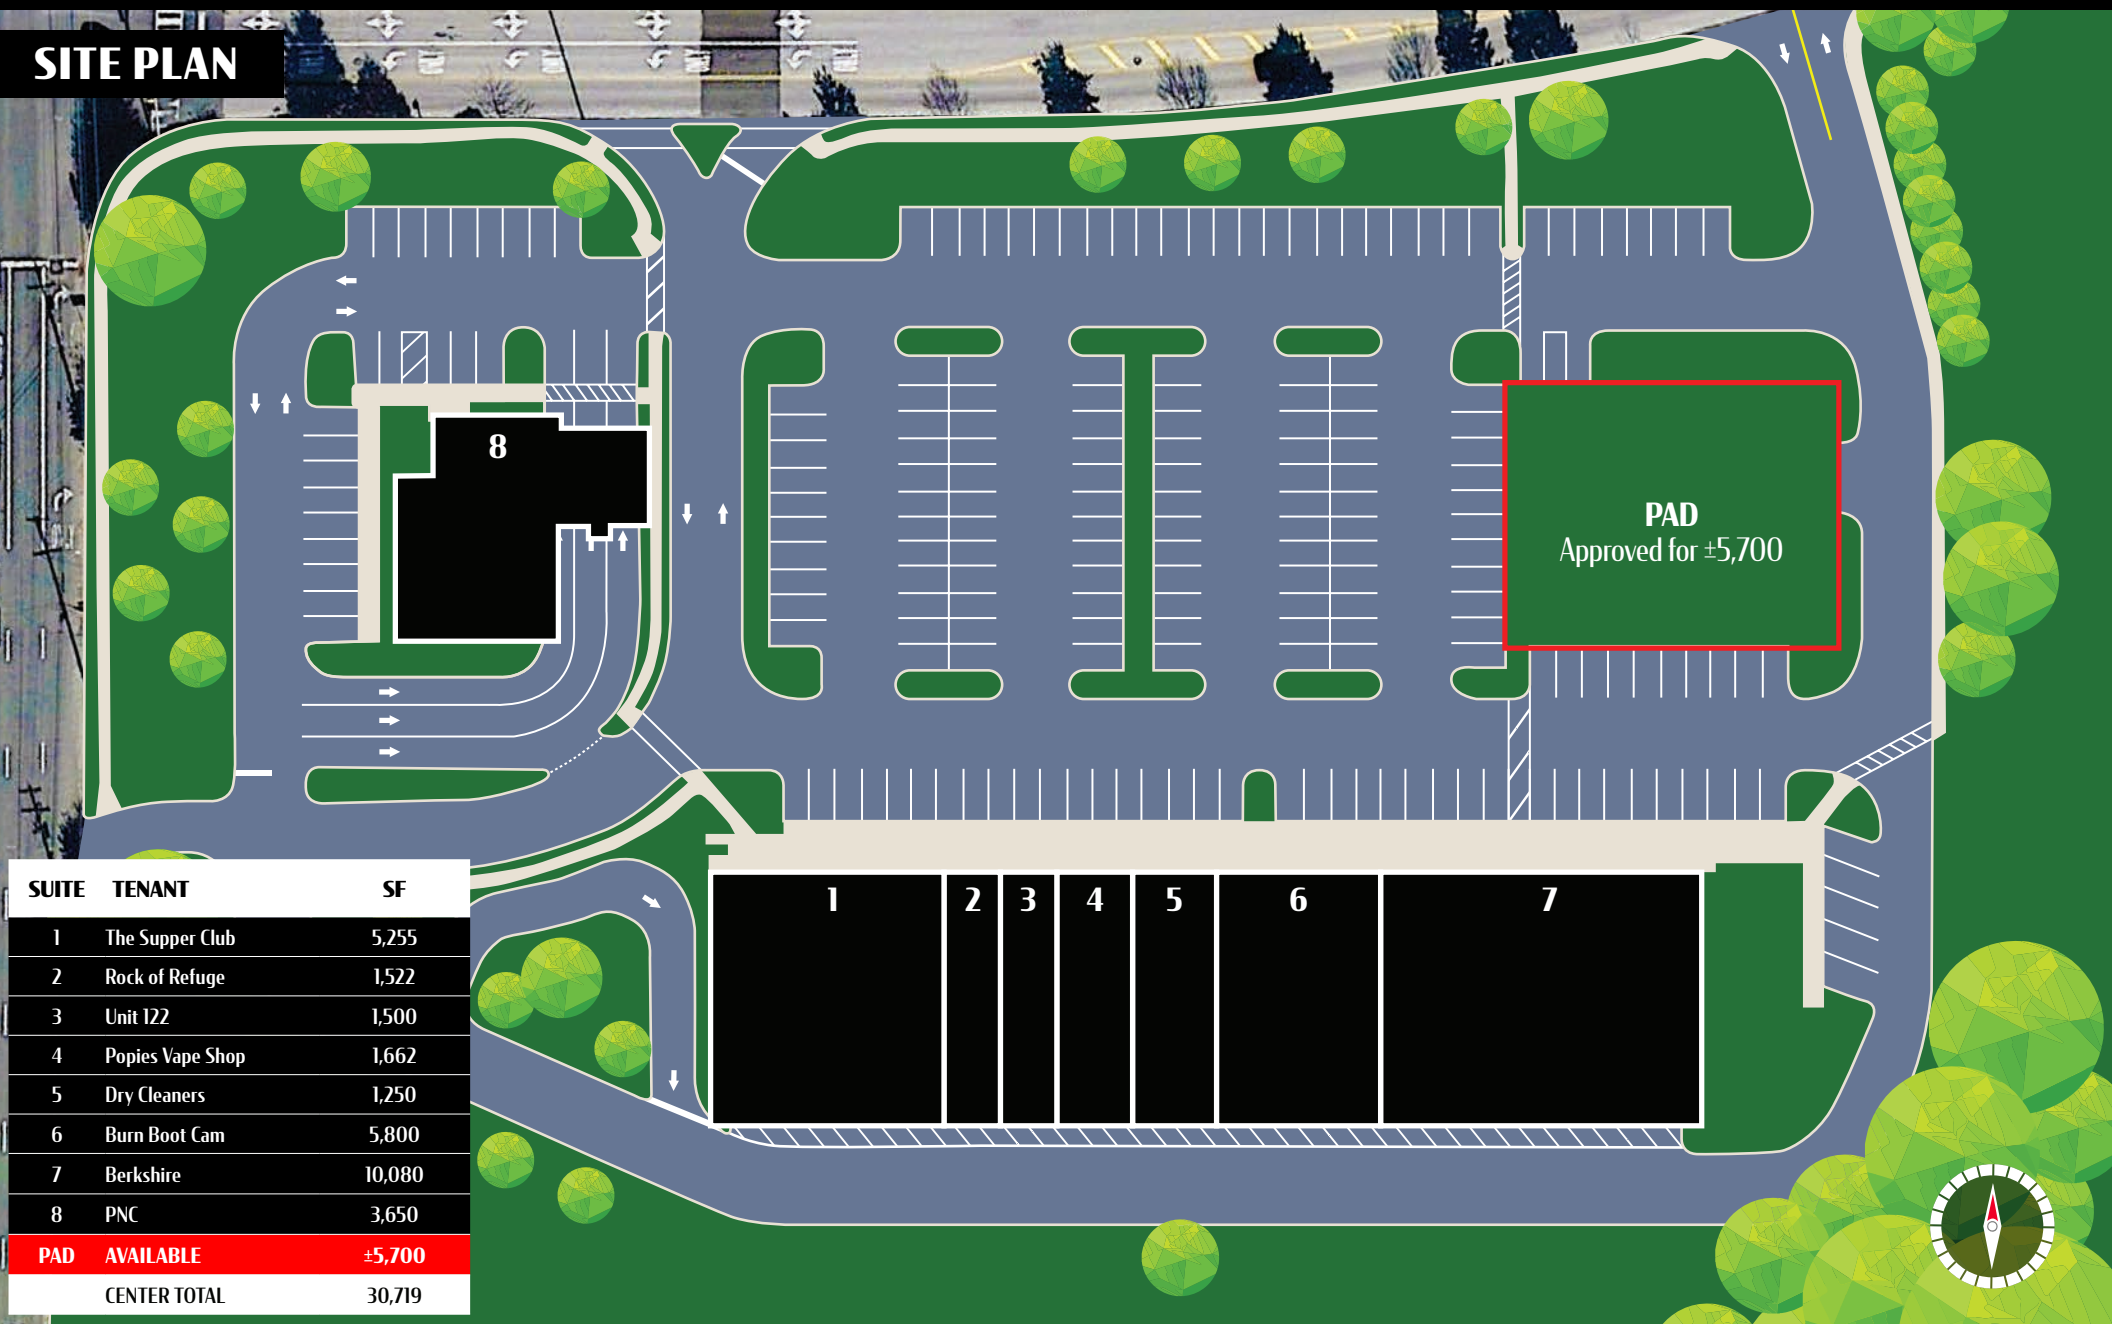 SITE PLAN
8
PAD
Approved for ±5,700
1 2 3 4 5 6 7
SUITE TENANT SF
1 The Supper Club 5,255
2 Rock of Refuge 1,522
3 Unit 122 1,500
4 Popies Vape Shop 1,662
5 Dry Cleaners 1,250
6 Burn Boot Cam 5,800
7 Berkshire 10,080
8 PNC 3,650
PAD AVAILABLE ±5,700
CENTER TOTAL 30,719